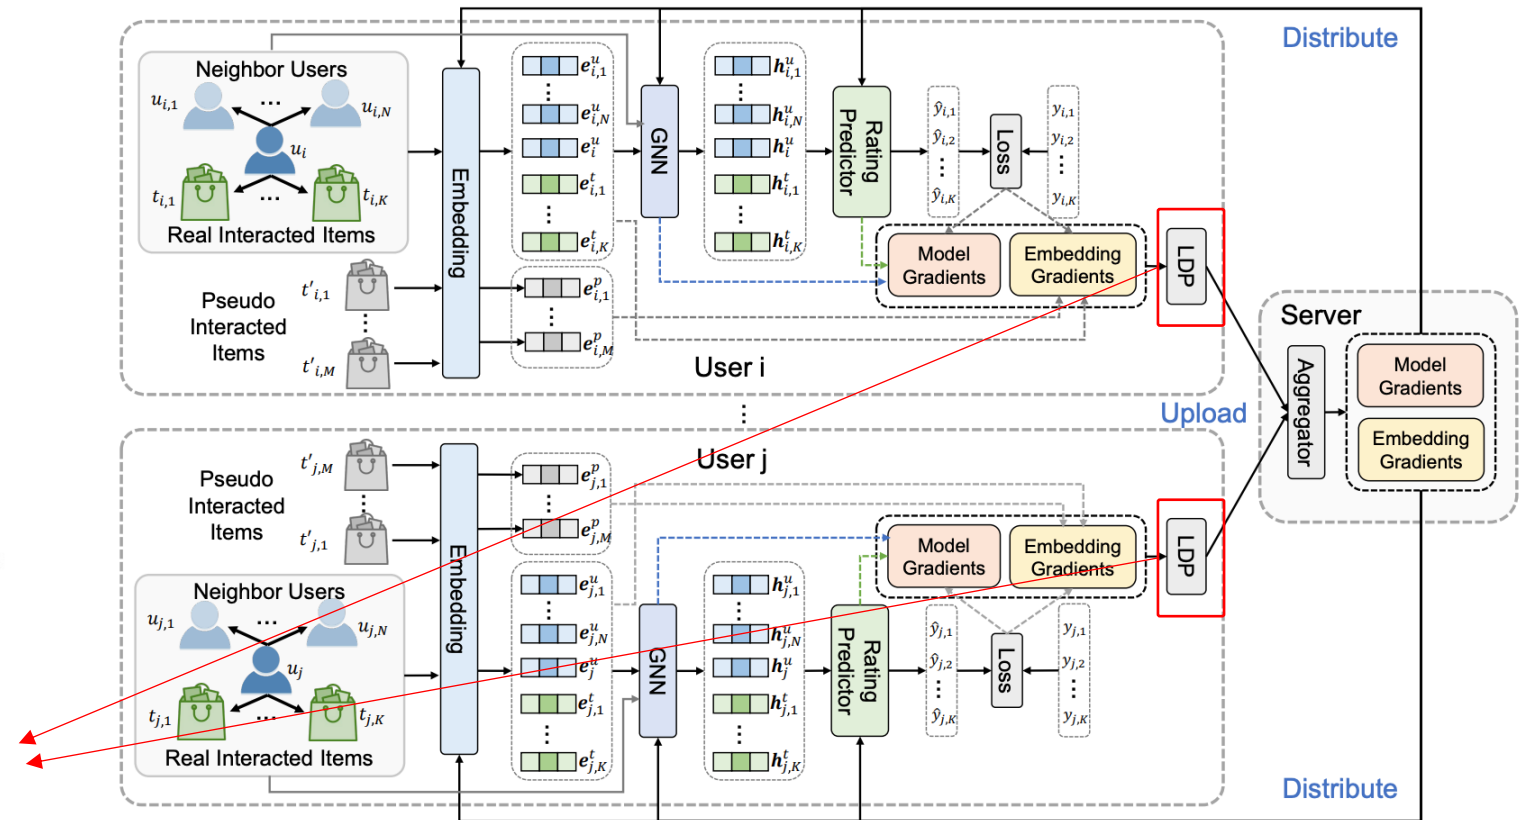 Distribute
Neighbor Users
u_{i,1}
...
u_{i,N}
u_i
t_{i,1}
...
t_{i,K}
Real Interacted Items
Pseudo
Interacted
Items
t'_{i,1}
t'_{i,M}
Embedding
e^u_{i,1}
e^u_{i,N}
e^u_i
e^t_{i,1}
e^t_{i,K}
e^p_{i,1}
e^p_{i,M}
GNN
h^u_{i,1}
h^u_{i,N}
h^u_i
h^t_{i,1}
h^t_{i,K}
Rating
Predictor
ŷ_{i,1}
ŷ_{i,2}
ŷ_{i,K}
Loss
y_{i,1}
y_{i,2}
y_{i,K}
Model
Gradients
Embedding
Gradients
LDP
User i
Server
Aggregator
Model
Gradients
Embedding
Gradients
Upload
User j
Pseudo
Interacted
Items
t'_{j,M}
t'_{j,1}
Neighbor Users
u_{j,1}
...
u_{j,N}
u_j
t_{j,1}
...
t_{j,K}
Real Interacted Items
Embedding
e^p_{j,1}
e^p_{j,M}
e^u_{j,1}
e^u_{j,N}
e^u_j
e^t_{j,1}
e^t_{j,K}
GNN
h^u_{j,1}
h^u_{j,N}
h^u_j
h^t_{j,1}
h^t_{j,K}
Rating
Predictor
ŷ_{j,1}
ŷ_{j,2}
ŷ_{j,K}
Loss
y_{j,1}
y_{j,2}
y_{j,K}
Model
Gradients
Embedding
Gradients
LDP
Distribute